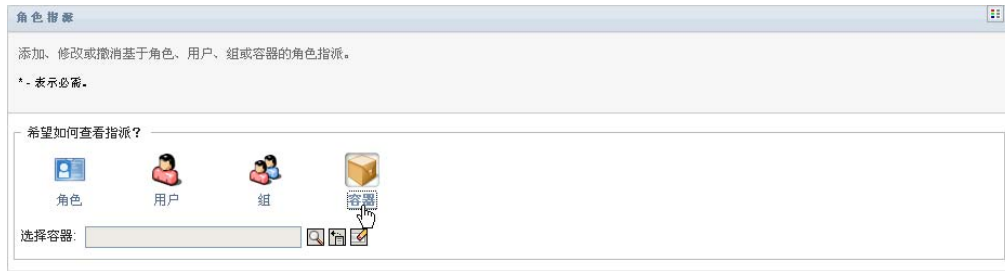 角色指派
添加、修改或撤消基于角色、用户、组或容器的角色指派。
* - 表示必需。
希望如何查看指派?
角色 用户 组 容器
选择容器: